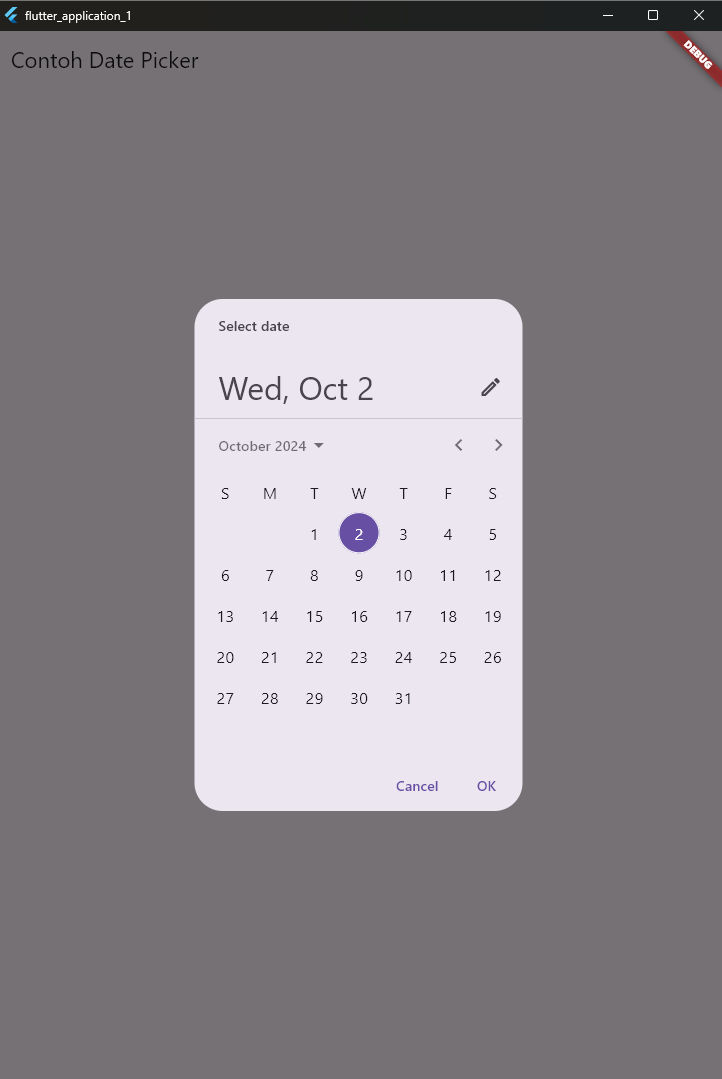 flutter_application_1
DEBUG
Contoh Date Picker
Select date
Wed, Oct 2
October 2024
S M T W T F S
1 2 3 4 5
6 7 8 9 10 11 12
13 14 15 16 17 18 19
20 21 22 23 24 25 26
27 28 29 30 31
Cancel OK